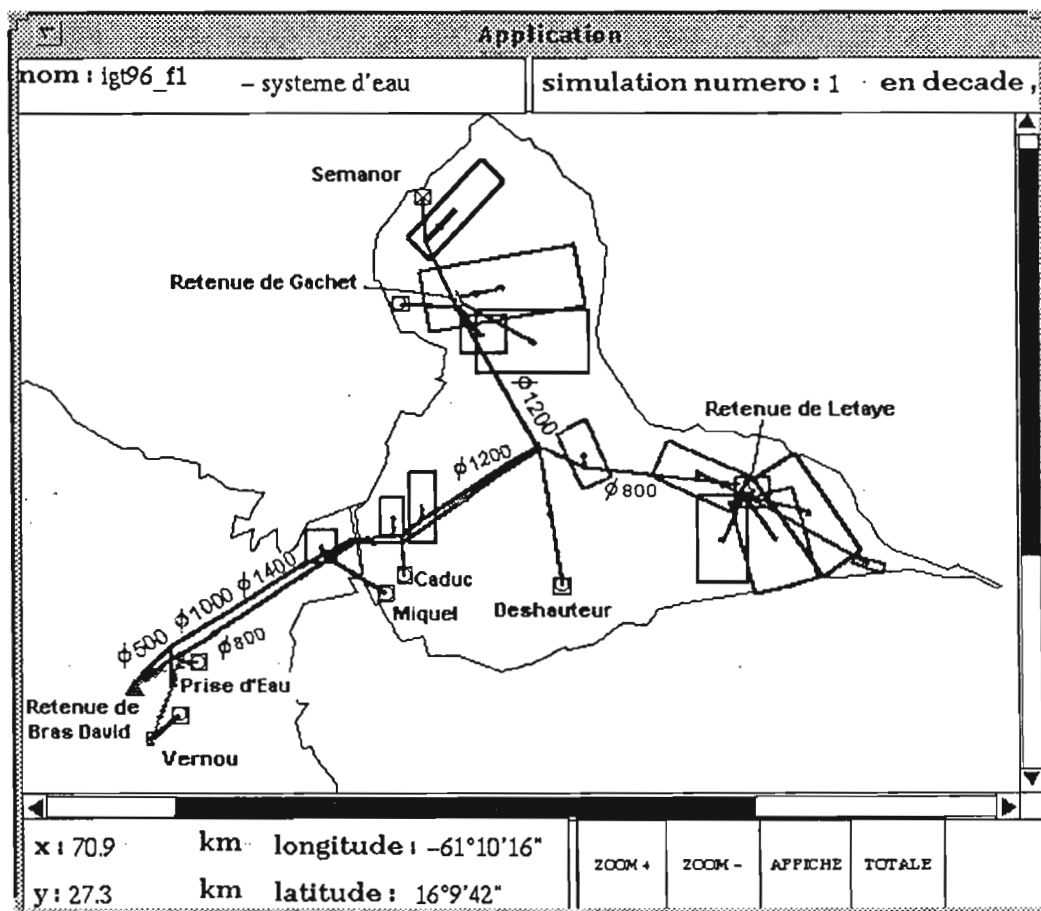 Application
nom : igt96_f1 – systeme d'eau
simulation numero : 1 en decade ,
Semanor
Retenue de Gachet
ϕ1200
Retenue de Letaye
ϕ1200
ϕ800
Caduc
Miquel
Deshauteur
ϕ500 ϕ1000 ϕ1400
ϕ800
Prise d'Eau
Retenue de
Bras David
Vernou
x : 70.9 km longitude : –61°10'16"
y : 27.3 km latitude : 16°9'42"
ZOOM + ZOOM – AFFICHE TOTALE